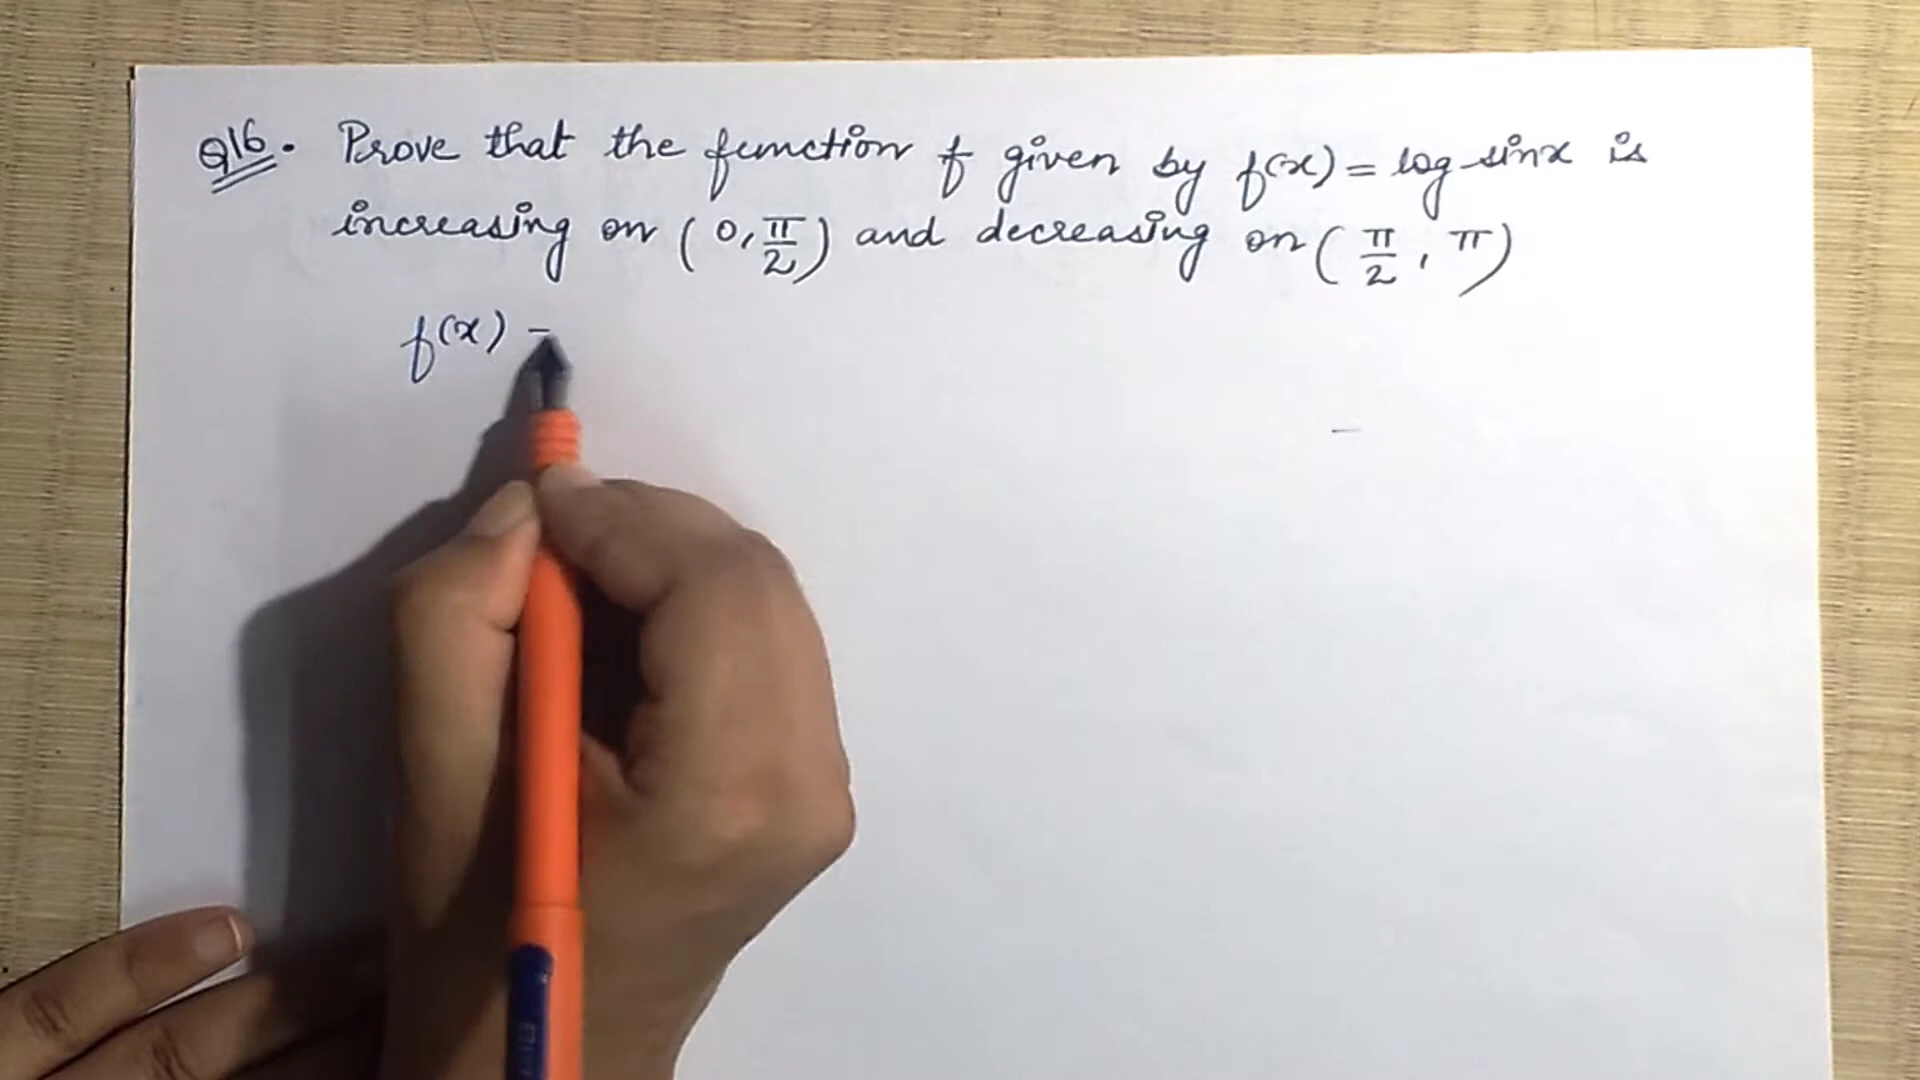 Q16. Prove that the function f given by f(x) = log sinx is
increasing on (0, π/2) and decreasing on (π/2, π)
f(x) -